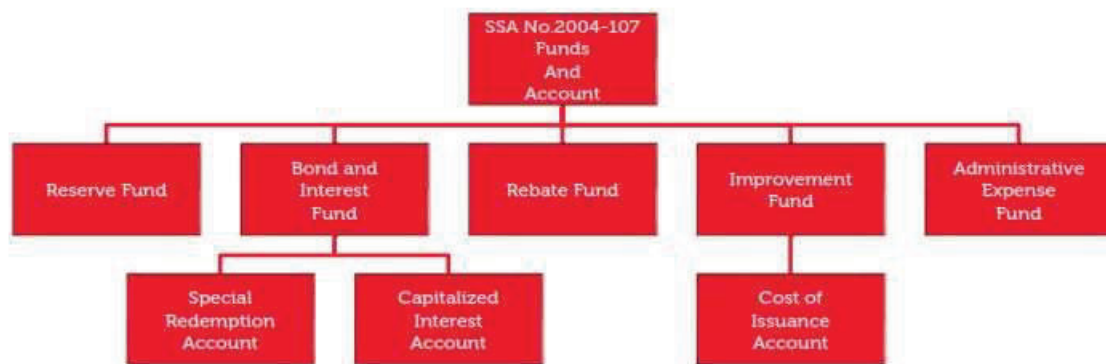 SSA No.2004-107
Funds
And
Account
Reserve Fund
Bond and
Interest
Fund
Rebate Fund
Improvement
Fund
Administrative
Expense
Fund
Special
Redemption
Account
Capitalized
Interest
Account
Cost of
Issuance
Account